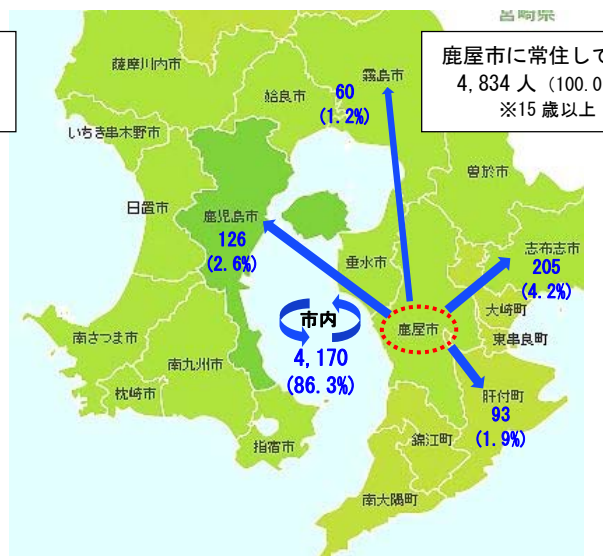 宮崎県
鹿屋市に常住して
4,834 人 (100.0
※15 歳以上
薩摩川内市
霧島市
60
(1.2%)
姶良市
いちき串木野市
曽於市
日置市
鹿児島市
126
(2.6%)
垂水市
志布志市
205
(4.2%)
大崎町
東串良町
市内
4,170
(86.3%)
鹿屋市
南さつま市
南九州市
枕崎市
肝付町
93
(1.9%)
錦江町
指宿市
南大隅町